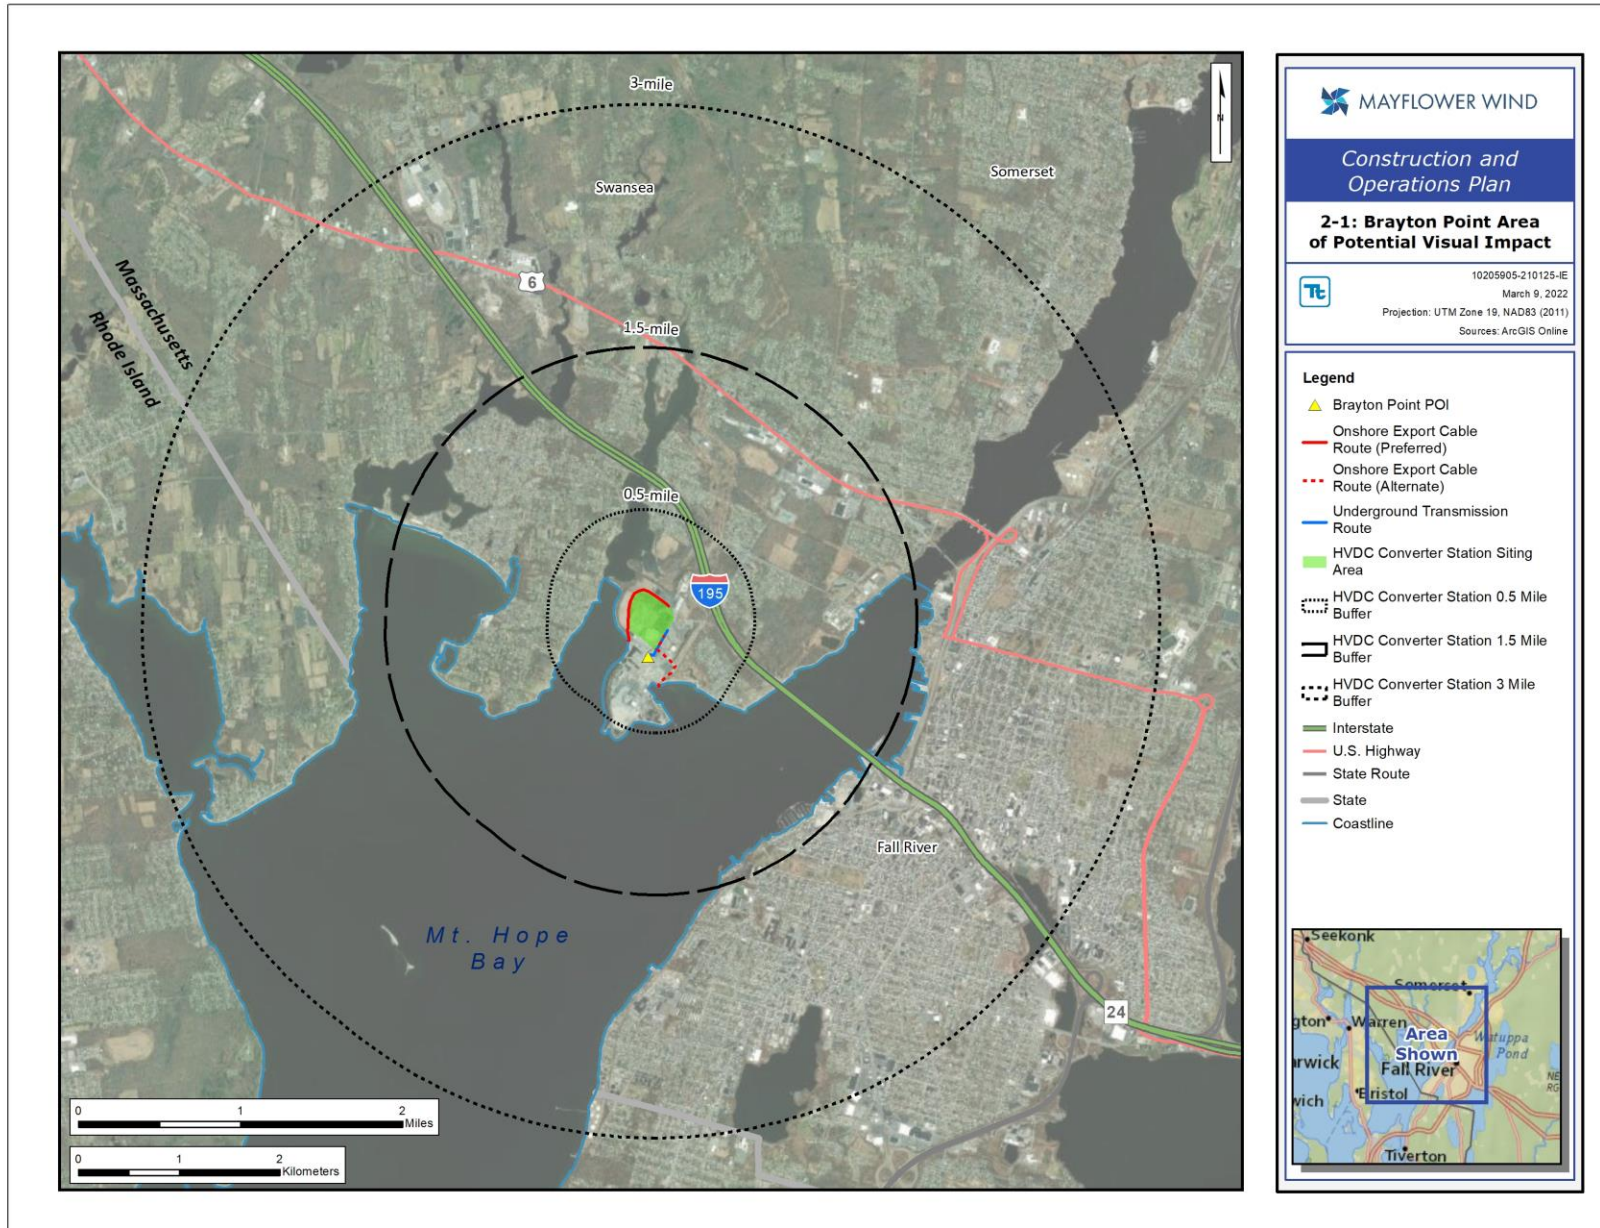 3-mile
N
Somerset
Swansea
6
Massachusetts
Rhode Island
1.5-mile
0.5-mile
195
Fall River
Mt. Hope
Bay
24
0 1 2
Miles
0 1 2
Kilometers
MAYFLOWER WIND
Construction and
Operations Plan
2-1: Brayton Point Area
of Potential Visual Impact
Tt
10205905-210125-IE
March 9, 2022
Projection: UTM Zone 19, NAD83 (2011)
Sources: ArcGIS Online
Legend
Brayton Point POI
Onshore Export Cable
Route (Preferred)
Onshore Export Cable
Route (Alternate)
Underground Transmission
Route
HVDC Converter Station Siting
Area
HVDC Converter Station 0.5 Mile
Buffer
HVDC Converter Station 1.5 Mile
Buffer
HVDC Converter Station 3 Mile
Buffer
Interstate
U.S. Highway
State Route
State
Coastline
Seekonk
Somerset
gton
Warren
Area
Shown
Watuppa
Pond
arwick
Fall River
NE
RG
Bristol
wich
Tiverton